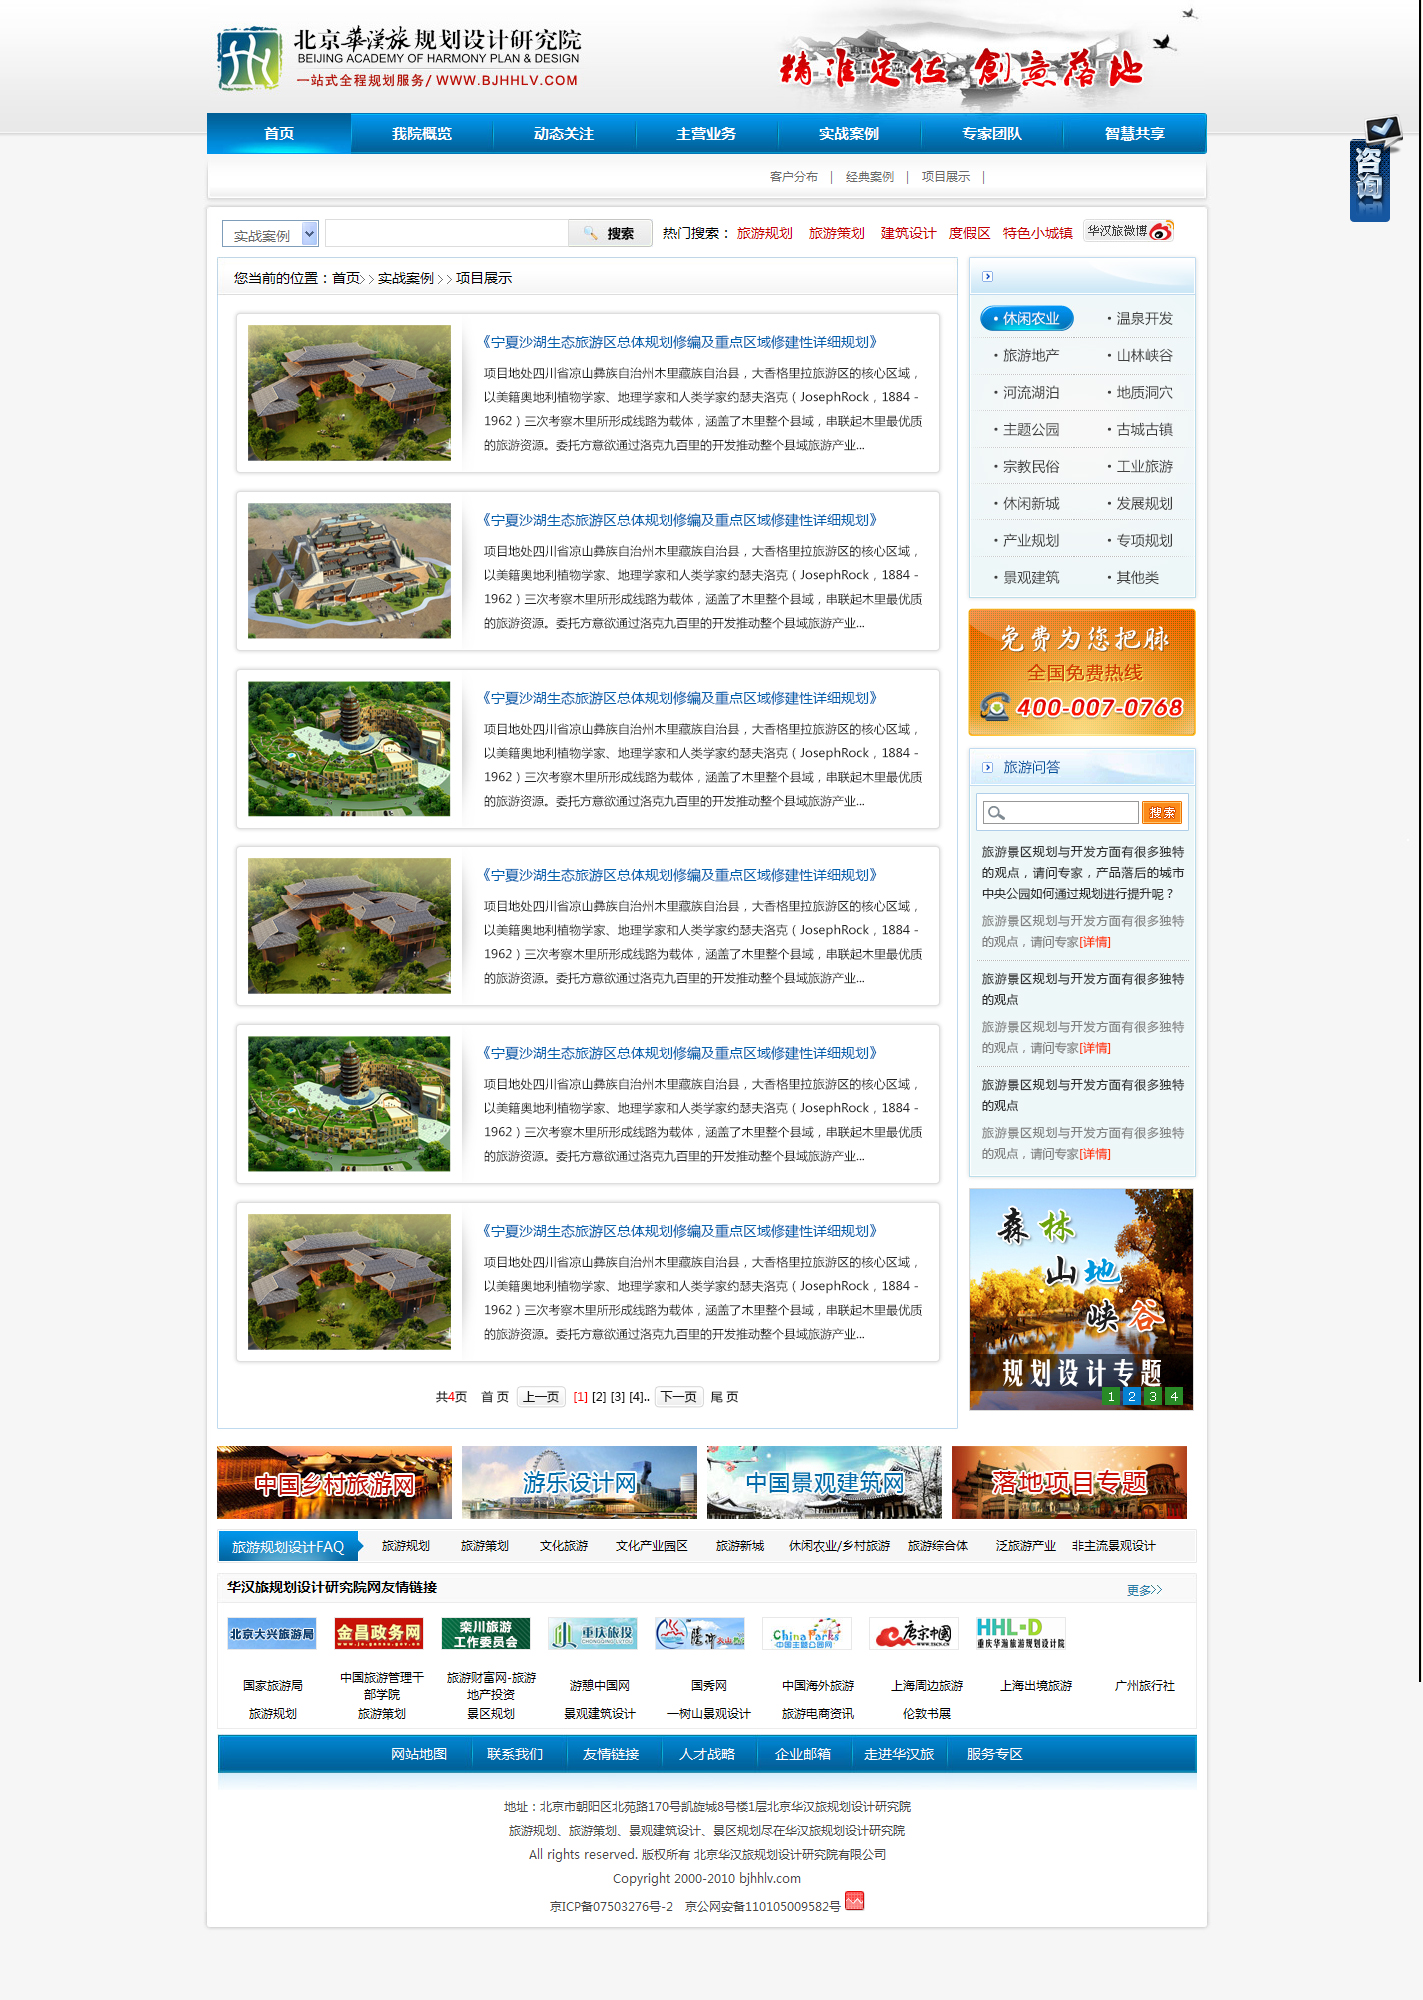 北京華漢旅规划设计研究院
BEIJING ACADEMY OF HARMONY PLAN & DESIGN
一站式全程规划服务/ WWW.BJHHLV.COM
精准定位 創意落地
首页 我院概览 动态关注 主营业务 实战案例 专家团队 智慧共享
咨询
客户分布 | 经典案例 | 项目展示 |
实战案例 搜索 热门搜索： 旅游规划 旅游策划 建筑设计 度假区 特色小城镇 华汉旅微博
您当前的位置：首页>>实战案例>>项目展示
《宁夏沙湖生态旅游区总体规划修编及重点区域修建性详细规划》
项目地处四川省凉山彝族自治州木里藏族自治县，大香格里拉旅游区的核心区域，
以美籍奥地利植物学家、地理学家和人类学家约瑟夫洛克（JosephRock，1884－
1962）三次考察木里所形成线路为载体，涵盖了木里整个县域，串联起木里最优质
的旅游资源。委托方意欲通过洛克九百里的开发推动整个县域旅游产业...
《宁夏沙湖生态旅游区总体规划修编及重点区域修建性详细规划》
项目地处四川省凉山彝族自治州木里藏族自治县，大香格里拉旅游区的核心区域，
以美籍奥地利植物学家、地理学家和人类学家约瑟夫洛克（JosephRock，1884－
1962）三次考察木里所形成线路为载体，涵盖了木里整个县域，串联起木里最优质
的旅游资源。委托方意欲通过洛克九百里的开发推动整个县域旅游产业...
《宁夏沙湖生态旅游区总体规划修编及重点区域修建性详细规划》
项目地处四川省凉山彝族自治州木里藏族自治县，大香格里拉旅游区的核心区域，
以美籍奥地利植物学家、地理学家和人类学家约瑟夫洛克（JosephRock，1884－
1962）三次考察木里所形成线路为载体，涵盖了木里整个县域，串联起木里最优质
的旅游资源。委托方意欲通过洛克九百里的开发推动整个县域旅游产业...
《宁夏沙湖生态旅游区总体规划修编及重点区域修建性详细规划》
项目地处四川省凉山彝族自治州木里藏族自治县，大香格里拉旅游区的核心区域，
以美籍奥地利植物学家、地理学家和人类学家约瑟夫洛克（JosephRock，1884－
1962）三次考察木里所形成线路为载体，涵盖了木里整个县域，串联起木里最优质
的旅游资源。委托方意欲通过洛克九百里的开发推动整个县域旅游产业...
《宁夏沙湖生态旅游区总体规划修编及重点区域修建性详细规划》
项目地处四川省凉山彝族自治州木里藏族自治县，大香格里拉旅游区的核心区域，
以美籍奥地利植物学家、地理学家和人类学家约瑟夫洛克（JosephRock，1884－
1962）三次考察木里所形成线路为载体，涵盖了木里整个县域，串联起木里最优质
的旅游资源。委托方意欲通过洛克九百里的开发推动整个县域旅游产业...
《宁夏沙湖生态旅游区总体规划修编及重点区域修建性详细规划》
项目地处四川省凉山彝族自治州木里藏族自治县，大香格里拉旅游区的核心区域，
以美籍奥地利植物学家、地理学家和人类学家约瑟夫洛克（JosephRock，1884－
1962）三次考察木里所形成线路为载体，涵盖了木里整个县域，串联起木里最优质
的旅游资源。委托方意欲通过洛克九百里的开发推动整个县域旅游产业...
共4页 首 页 上一页 [1] [2] [3] [4].. 下一页 尾 页
·休闲农业 ·温泉开发
·旅游地产 ·山林峡谷
·河流湖泊 ·地质洞穴
·主题公园 ·古城古镇
·宗教民俗 ·工业旅游
·休闲新城 ·发展规划
·产业规划 ·专项规划
·景观建筑 ·其他类
免费为您把脉
全国免费热线
400-007-0768
旅游问答
搜索
旅游景区规划与开发方面有很多独特
的观点，请问专家，产品落后的城市
中央公园如何通过规划进行提升呢？
旅游景区规划与开发方面有很多独特
的观点，请问专家[详情]
旅游景区规划与开发方面有很多独特
的观点
旅游景区规划与开发方面有很多独特
的观点，请问专家[详情]
旅游景区规划与开发方面有很多独特
的观点
旅游景区规划与开发方面有很多独特
的观点，请问专家[详情]
森林
山地
峡谷
规划设计专题
1 2 3 4
中国乡村旅游网 游乐设计网 中国景观建筑网 落地项目专题
旅游规划设计FAQ 旅游规划 旅游策划 文化旅游 文化产业园区 旅游新城 休闲农业/乡村旅游 旅游综合体 泛旅游产业 非主流景观设计
华汉旅规划设计研究院网友情链接 更多>>
北京大兴旅游局
金昌政务网
www.jc.gansu.gov.cn
栾川旅游
工作委员会
重庆旅投
CHONGQING LVTOU
腾冲
China Parks
中国主题公园网
唐宗中国
www.tscn.cn
HHL-D
重庆华瀚旅游规划设计院
国家旅游局 中国旅游管理干部学院 旅游财富网-旅游地产投资 游憩中国网 国秀网 中国海外旅游 上海周边旅游 上海出境旅游 广州旅行社
旅游规划 旅游策划 景区规划 景观建筑设计 一树山景观设计 旅游电商资讯 伦敦书展
网站地图 联系我们 友情链接 人才战略 企业邮箱 走进华汉旅 服务专区
地址：北京市朝阳区北苑路170号凯旋城8号楼1层北京华汉旅规划设计研究院
旅游规划、旅游策划、景观建筑设计、景区规划尽在华汉旅规划设计研究院
All rights reserved. 版权所有 北京华汉旅规划设计研究院有限公司
Copyright 2000-2010 bjhhlv.com
京ICP备07503276号-2 京公网安备110105009582号